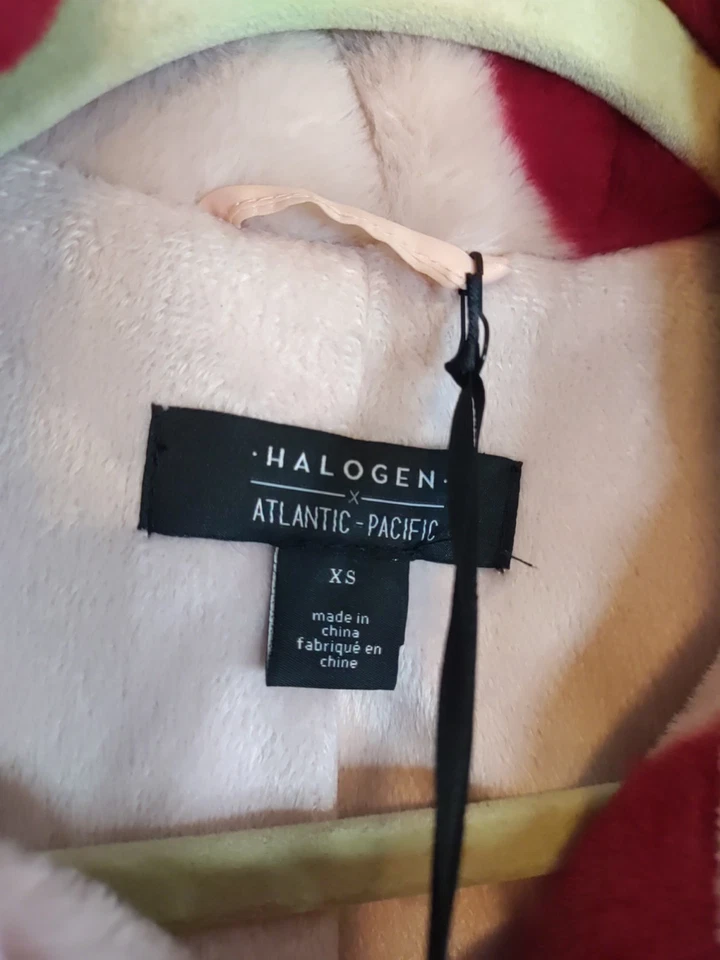 ·HALOGEN·
X
ATLANTIC-PACIFIC
XS
made in
china
fabriqué en
chine